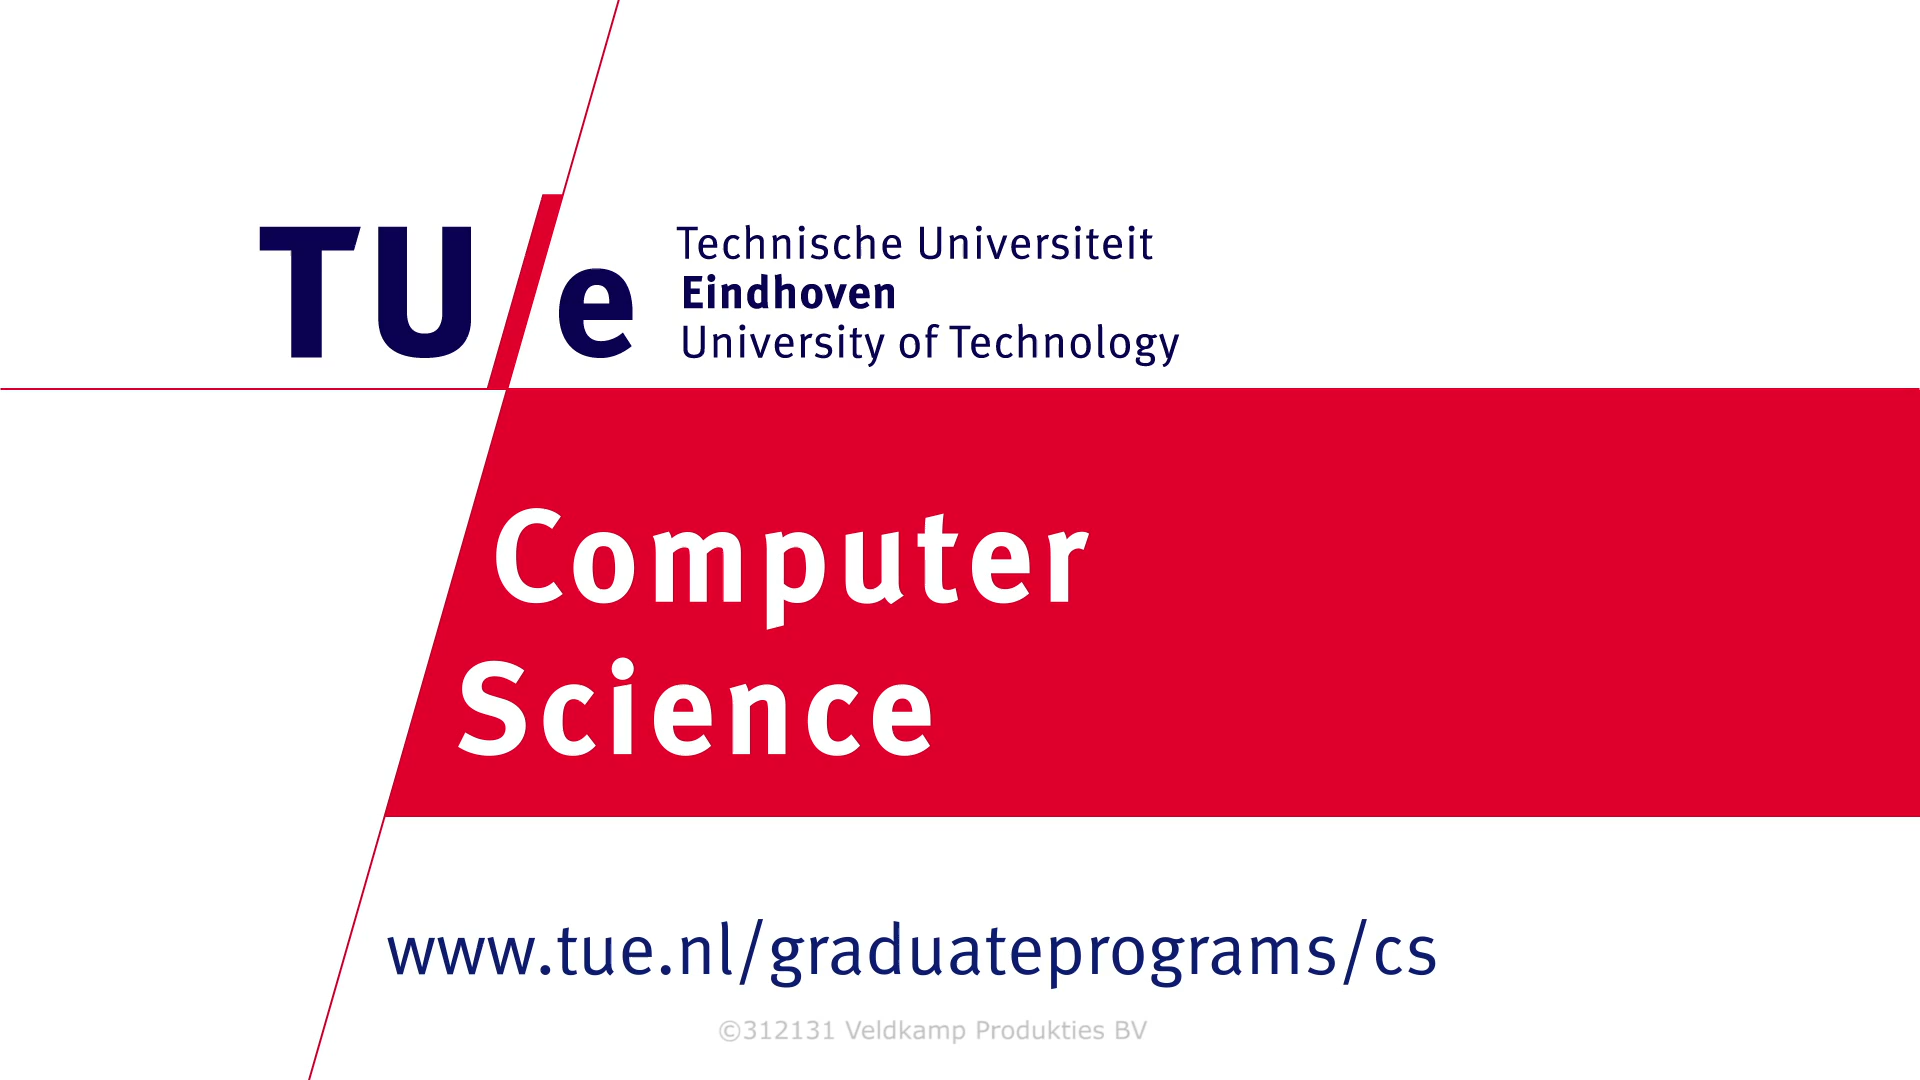 TU/e
Technische Universiteit
Eindhoven
University of Technology
Computer
Science
www.tue.nl/graduateprograms/cs
©312131 Veldkamp Produkties BV